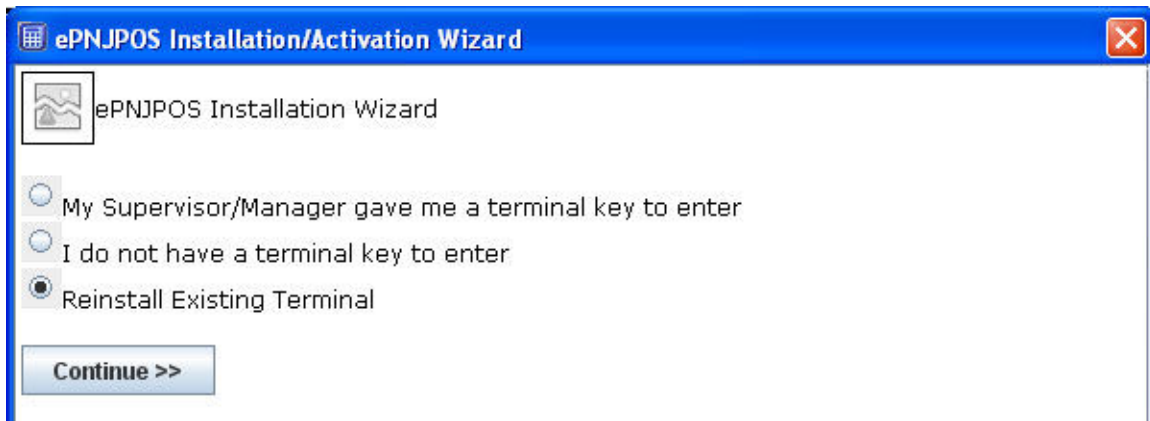 ePNJPOS Installation/Activation Wizard
ePNJPOS Installation Wizard
My Supervisor/Manager gave me a terminal key to enter
I do not have a terminal key to enter
Reinstall Existing Terminal
Continue >>